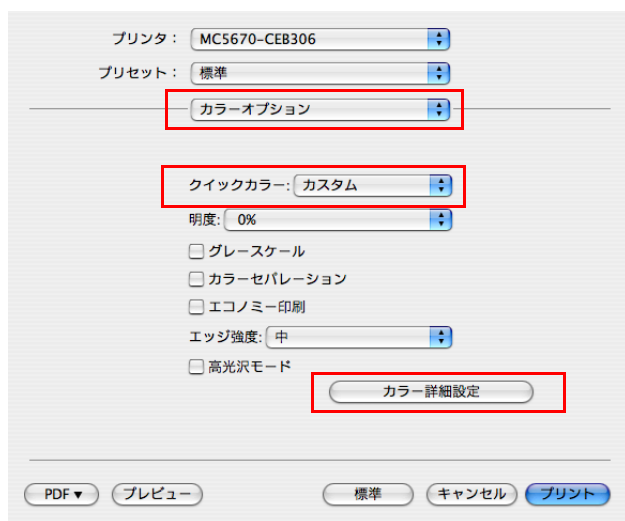 プリンタ： MC5670-CEB306
プリセット： 標準
カラーオプション
クイックカラー: カスタム
明度: 0%
グレースケール
カラーセパレーション
エコノミー印刷
エッジ強度: 中
高光沢モード
カラー詳細設定
PDF▼ プレビュー 標準 キャンセル プリント